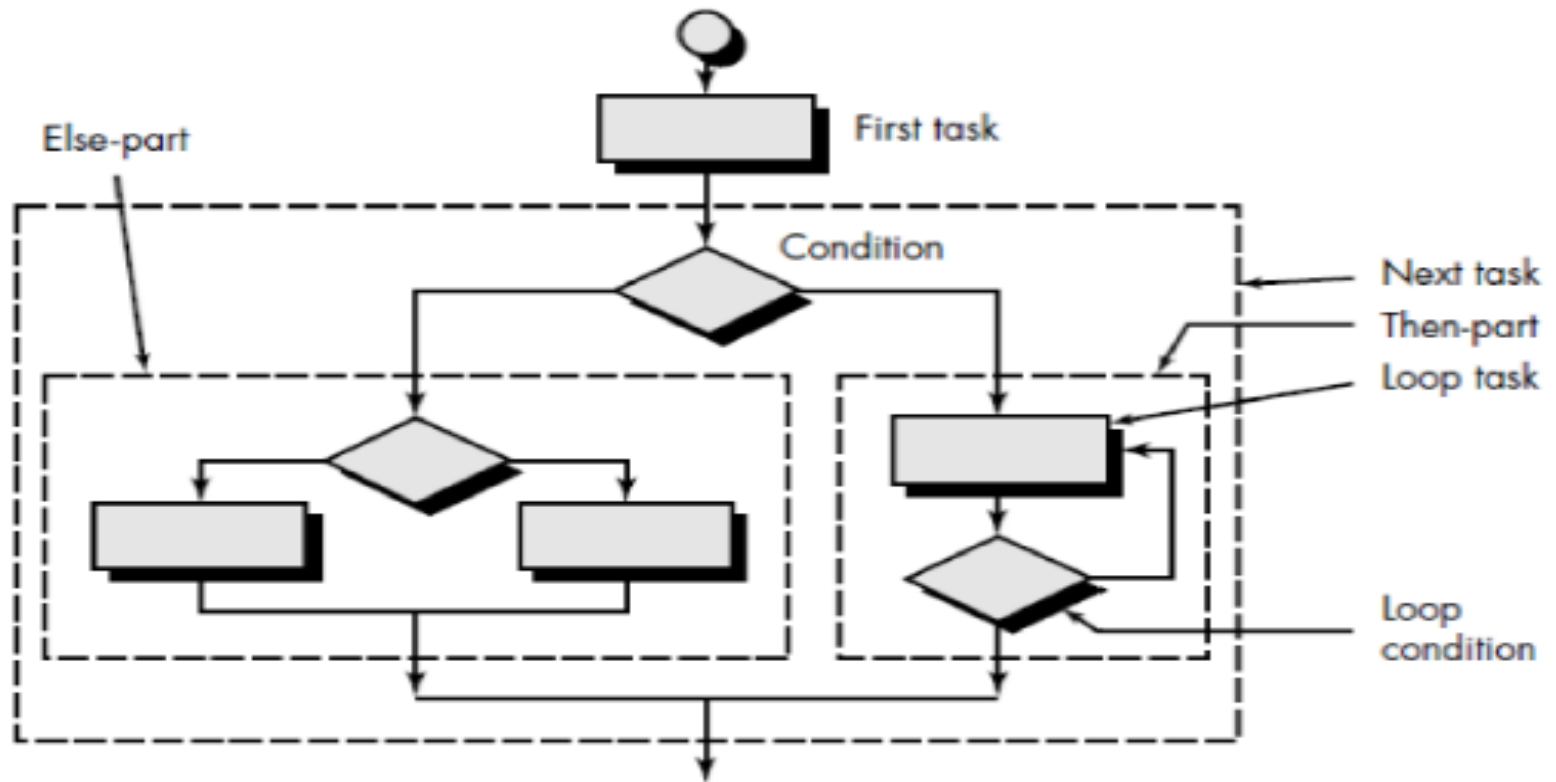 First task
Else-part
Condition
Next task
Then-part
Loop task
Loop
condition